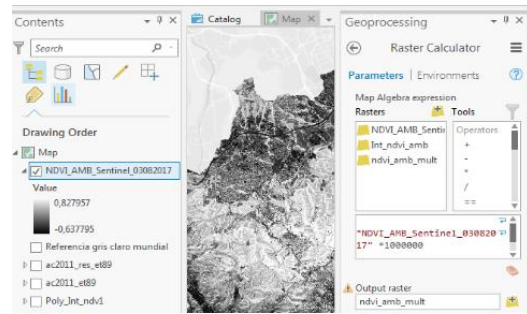 Contents
Search
Drawing Order
Map
NDVI_AMB_Sentinel_03082017
Value
0,827957
-0,637795
Referencia gris claro mundial
ac2011_res_et89
ac2011_et89
Poly_Int_ndv1
Catalog
Map
Geoprocessing
Raster Calculator
Parameters | Environments
Map Algebra expression
Rasters
Tools
NDVI_AMB_Sentir
Int_ndvi_amb
ndvi_amb_mult
Operators
+
-
*
/
==
"NDVI_AMB_Sentinel_030820
17" *1000000
Output raster
ndvi_amb_mult